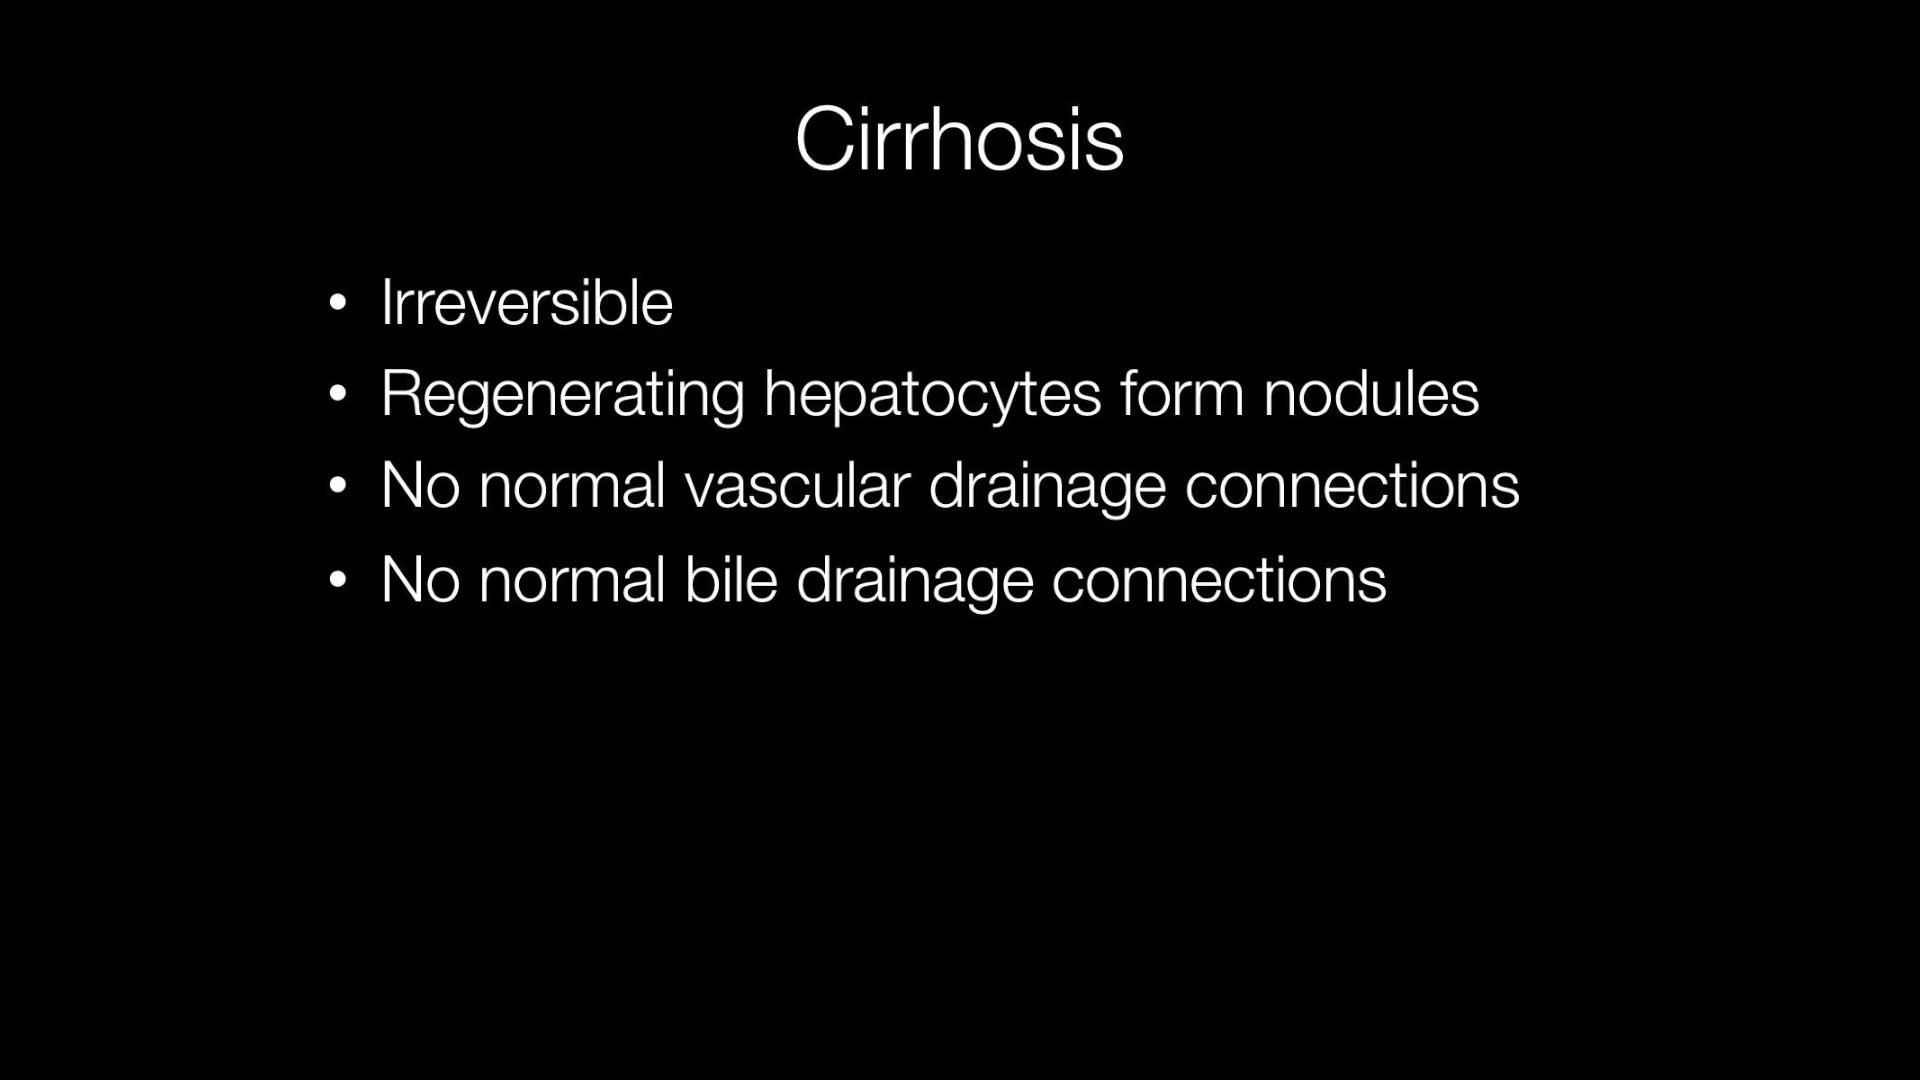 Cirrhosis
• Irreversible
• Regenerating hepatocytes form nodules
• No normal vascular drainage connections
• No normal bile drainage connections